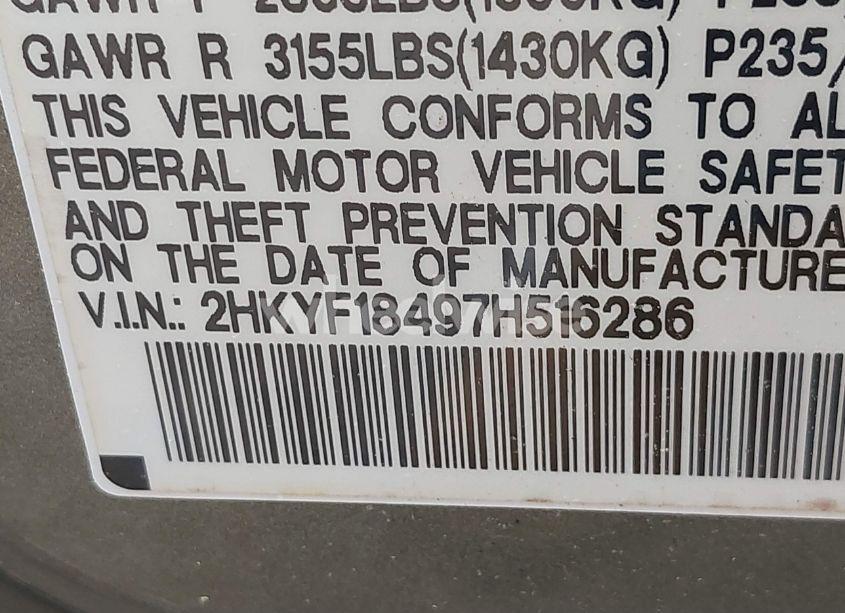 GAWR R 3155LBS(1430KG) P235/
THIS VEHICLE CONFORMS TO AL
FEDERAL MOTOR VEHICLE SAFET
AND THEFT PREVENTION STANDA
ON THE DATE OF MANUFACTURE
V.I.N.: 2HKYF18497H516286